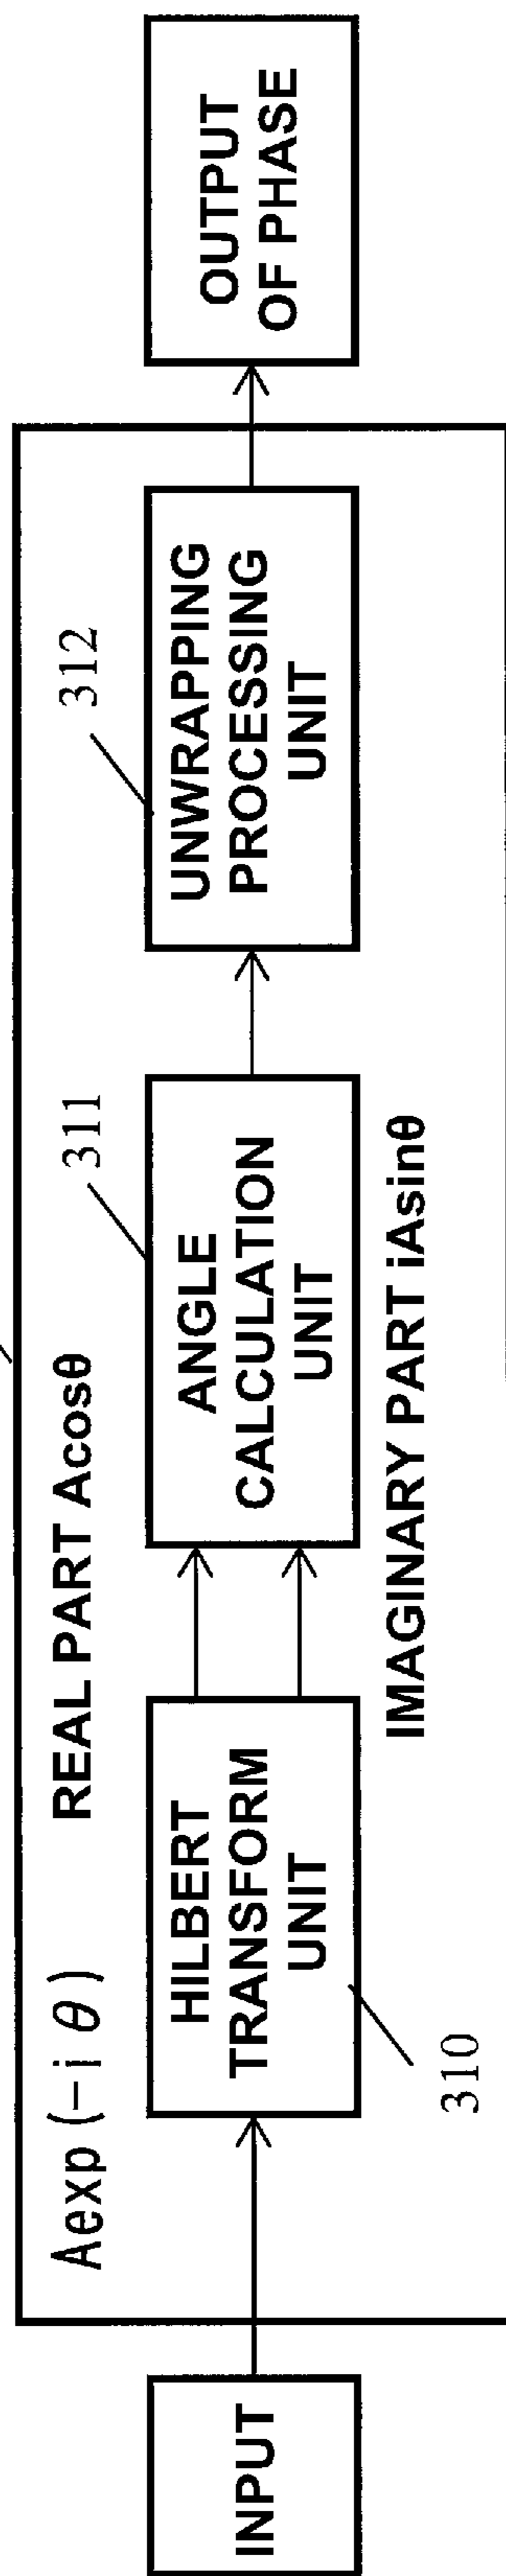 INPUT
Aexp(−iθ)
HILBERT
TRANSFORM
UNIT
310
REAL PART Acosθ
IMAGINARY PART iAsinθ
ANGLE
CALCULATION
UNIT
311
UNWRAPPING
PROCESSING
UNIT
312
OUTPUT
OF PHASE